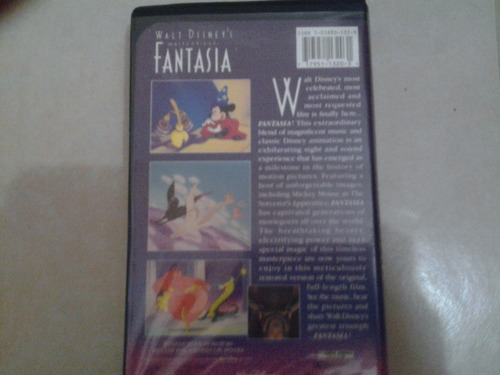 WALT DISNEY'S
MASTERPIECE
FANTASIA
Walt Disney's most
celebrated, most
acclaimed and
most requested
film is finally here...
FANTASIA! This extraordinary
blend of magnificent music and
classic Disney animation is an
exhilarating sight and sound
experience that has emerged as
a milestone in the history of
motion pictures. Featuring a
host of unforgettable images,
including Mickey Mouse as The
Sorcerer's Apprentice, FANTASIA
has captivated generations of
moviegoers all over the world.
The breathtaking beauty,
electrifying power and
special magic of this timeless
masterpiece are now yours to
enjoy in this meticulously
restored version of the original,
full-length film.
See the music, hear
the pictures and
share Walt Disney's
greatest triumph
FANTASIA!